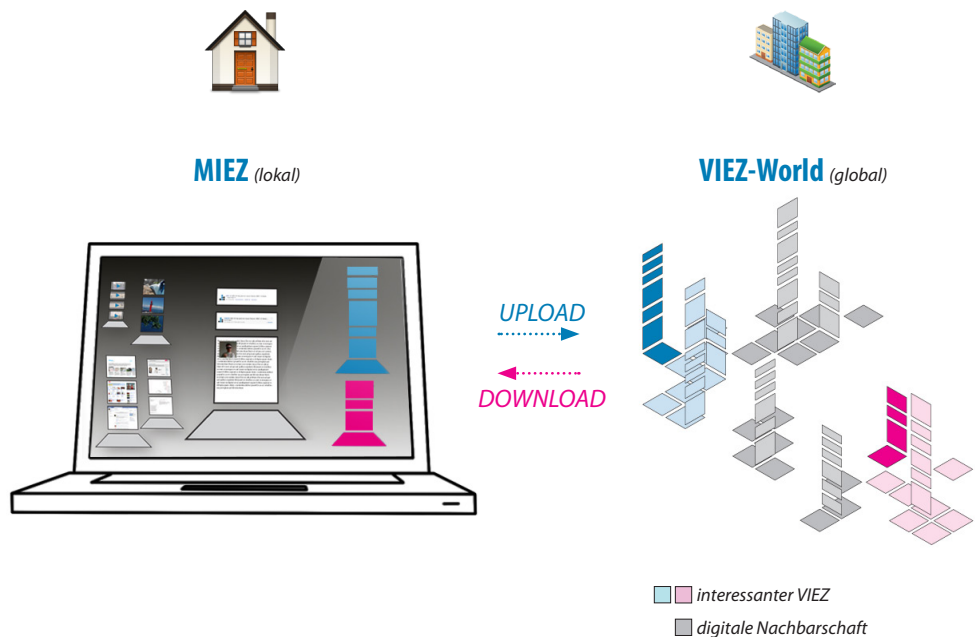 MIEZ (lokal)
VIEZ-World (global)
UPLOAD
DOWNLOAD
interessanter VIEZ
digitale Nachbarschaft